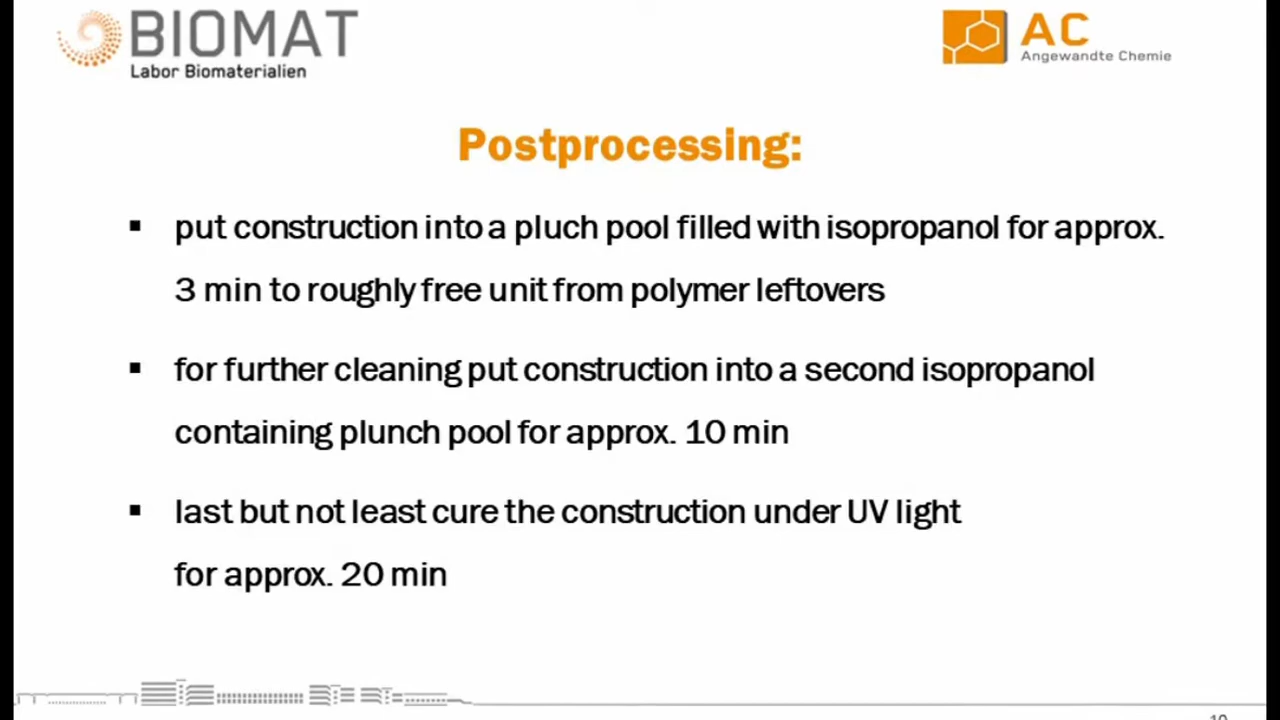 BIOMAT
Labor Biomaterialien
AC
Angewandte Chemie
Postprocessing:
▪ put construction into a pluch pool filled with isopropanol for approx.
3 min to roughly free unit from polymer leftovers
▪ for further cleaning put construction into a second isopropanol
containing plunch pool for approx. 10 min
▪ last but not least cure the construction under UV light
for approx. 20 min